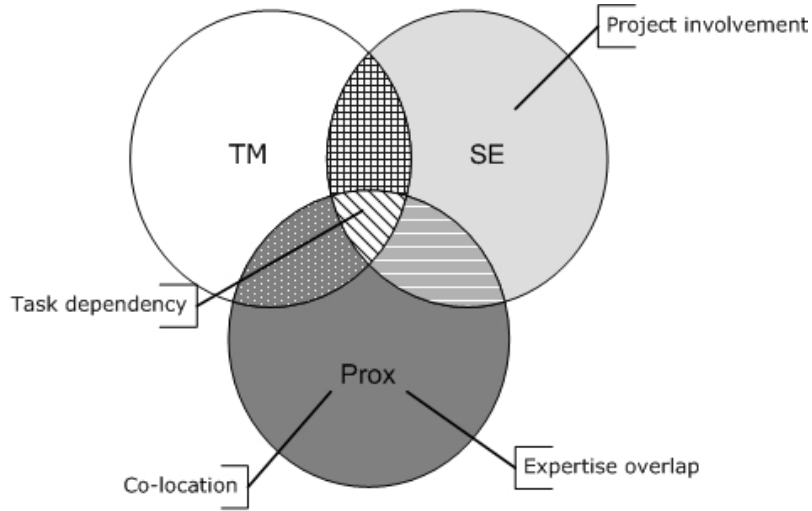 Project involvement
TM
SE
Task dependency
Prox
Co-location
Expertise overlap